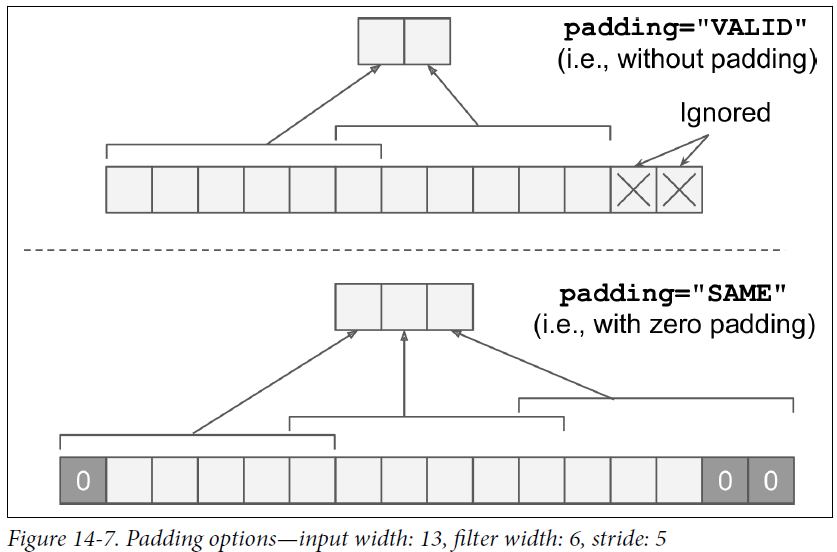 padding="VALID"
(i.e., without padding)
Ignored
padding="SAME"
(i.e., with zero padding)
0 0 0
Figure 14-7. Padding options—input width: 13, filter width: 6, stride: 5